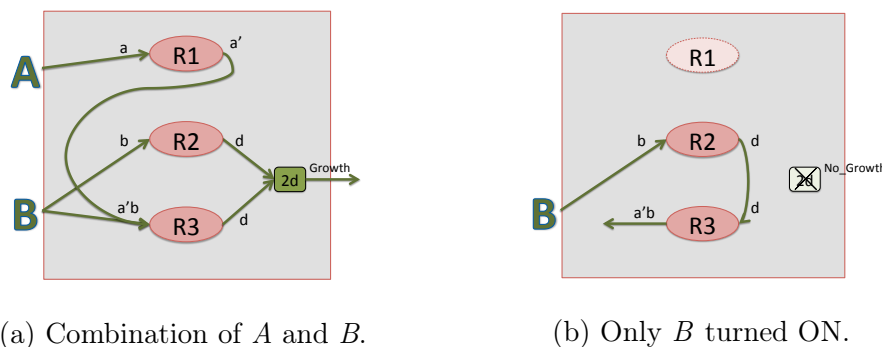 a
R1
a'
A
b
R2
d
2d
Growth
B
a'b
R3
d
(a) Combination of A and B.
R1
b
R2
d
2d
No_Growth
B
a'b
R3
d
(b) Only B turned ON.